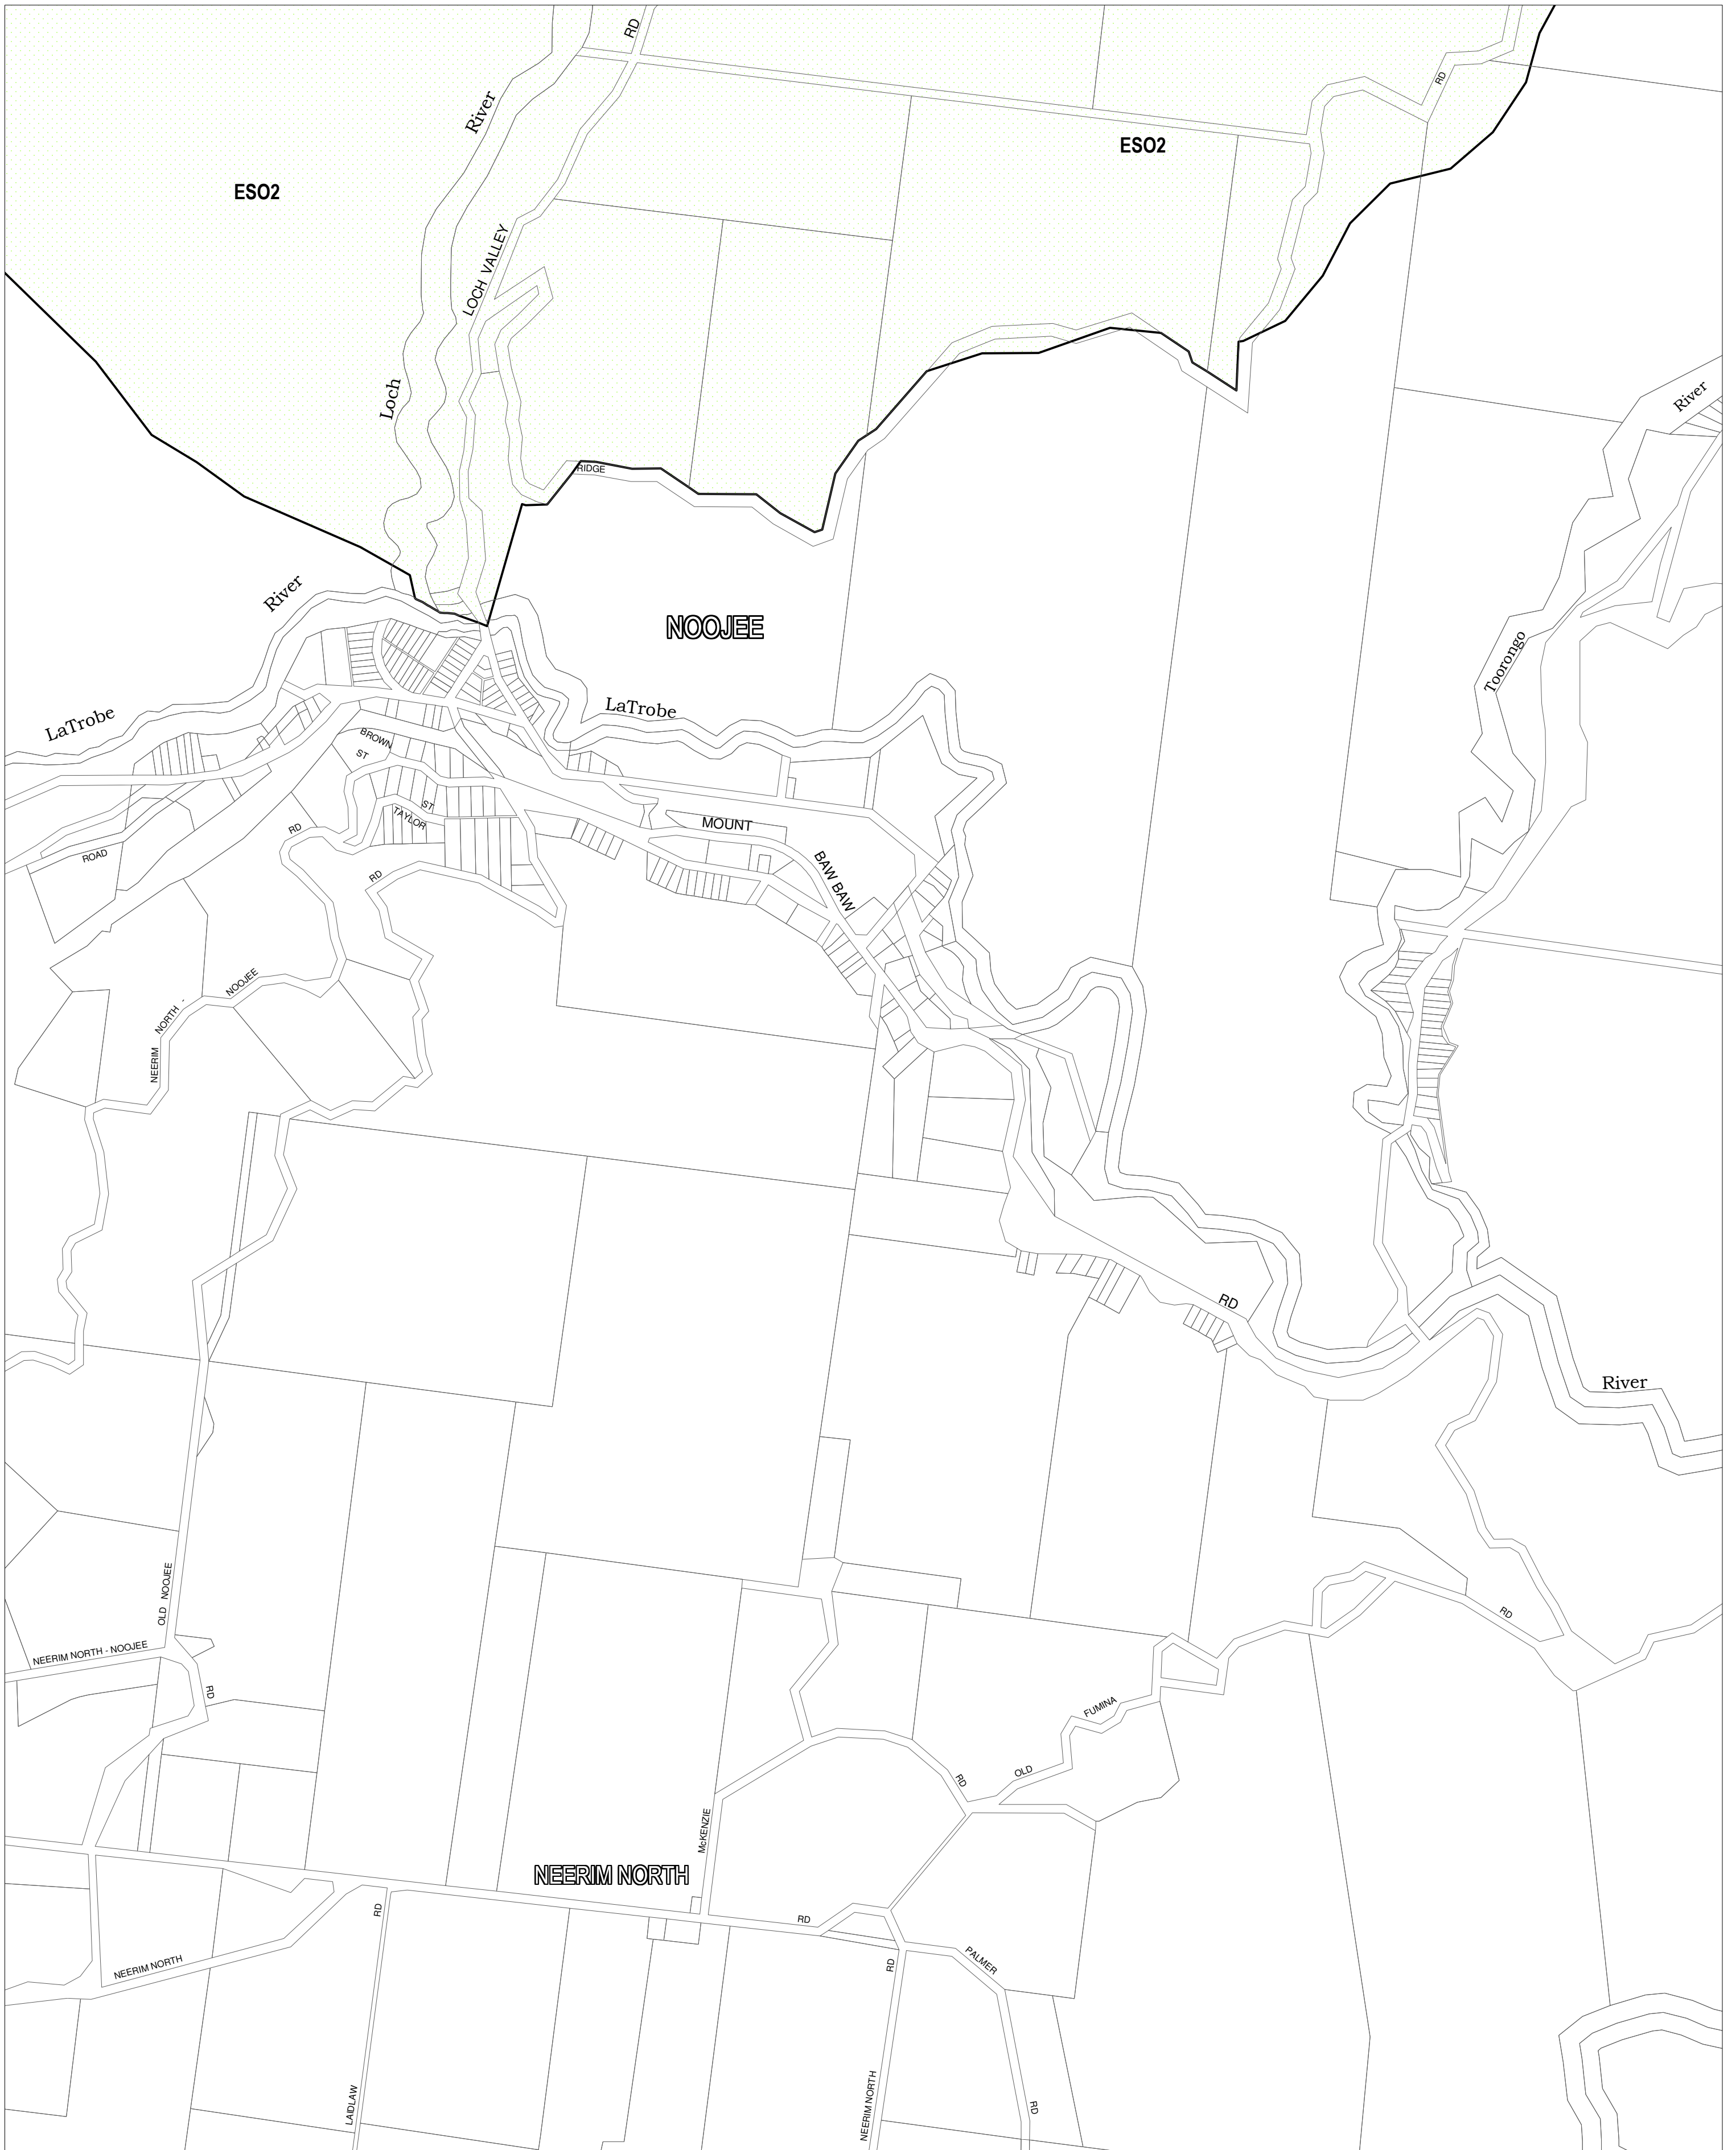 RD
River
RD
ESO2
ESO2
LOCH VALLEY
Loch
River
RIDGE
River
NOOJEE
Toorongo
LaTrobe
LaTrobe
BROWN
ST
ST
TAYLOR
MOUNT
RD
ROAD
BAW BAW
RD
NOOJEE
NORTH -
NEERIM
RD
River
OLD NOOJEE
RD
NEERIM NORTH - NOOJEE
RD
FUMINA
OLD
RD
McKENZIE
NEERIM NORTH
RD
RD
NEERIM NORTH
PALMER
RD
LAIDLAW
NEERIM NORTH
RD